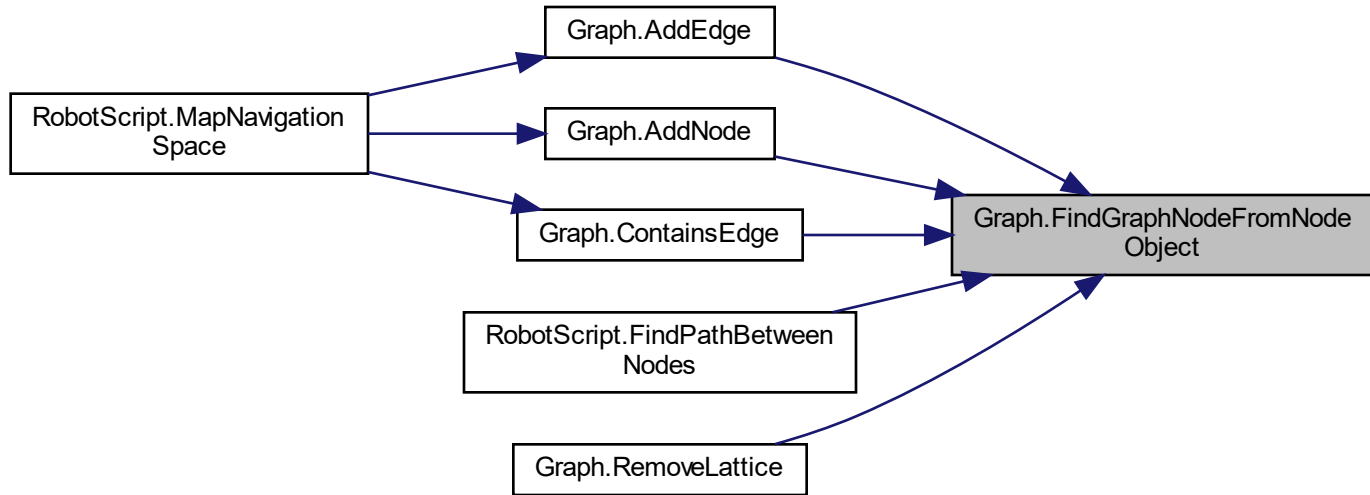 Graph.AddEdge
RobotScript.MapNavigation
Space
Graph.AddNode
Graph.ContainsEdge
Graph.FindGraphNodeFromNode
Object
RobotScript.FindPathBetween
Nodes
Graph.RemoveLattice